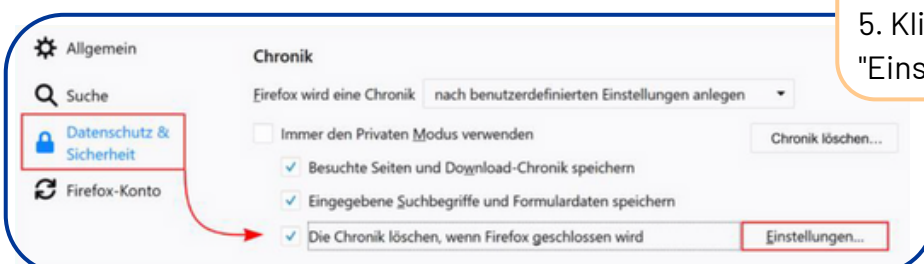 5. Kli
"Eins
Allgemein
Suche
Datenschutz &
Sicherheit
Firefox-Konto
Chronik
Firefox wird eine Chronik nach benutzerdefinierten Einstellungen anlegen
Immer den Privaten Modus verwenden
Chronik löschen...
Besuchte Seiten und Download-Chronik speichern
Eingegebene Suchbegriffe und Formulardaten speichern
Die Chronik löschen, wenn Firefox geschlossen wird
Einstellungen...